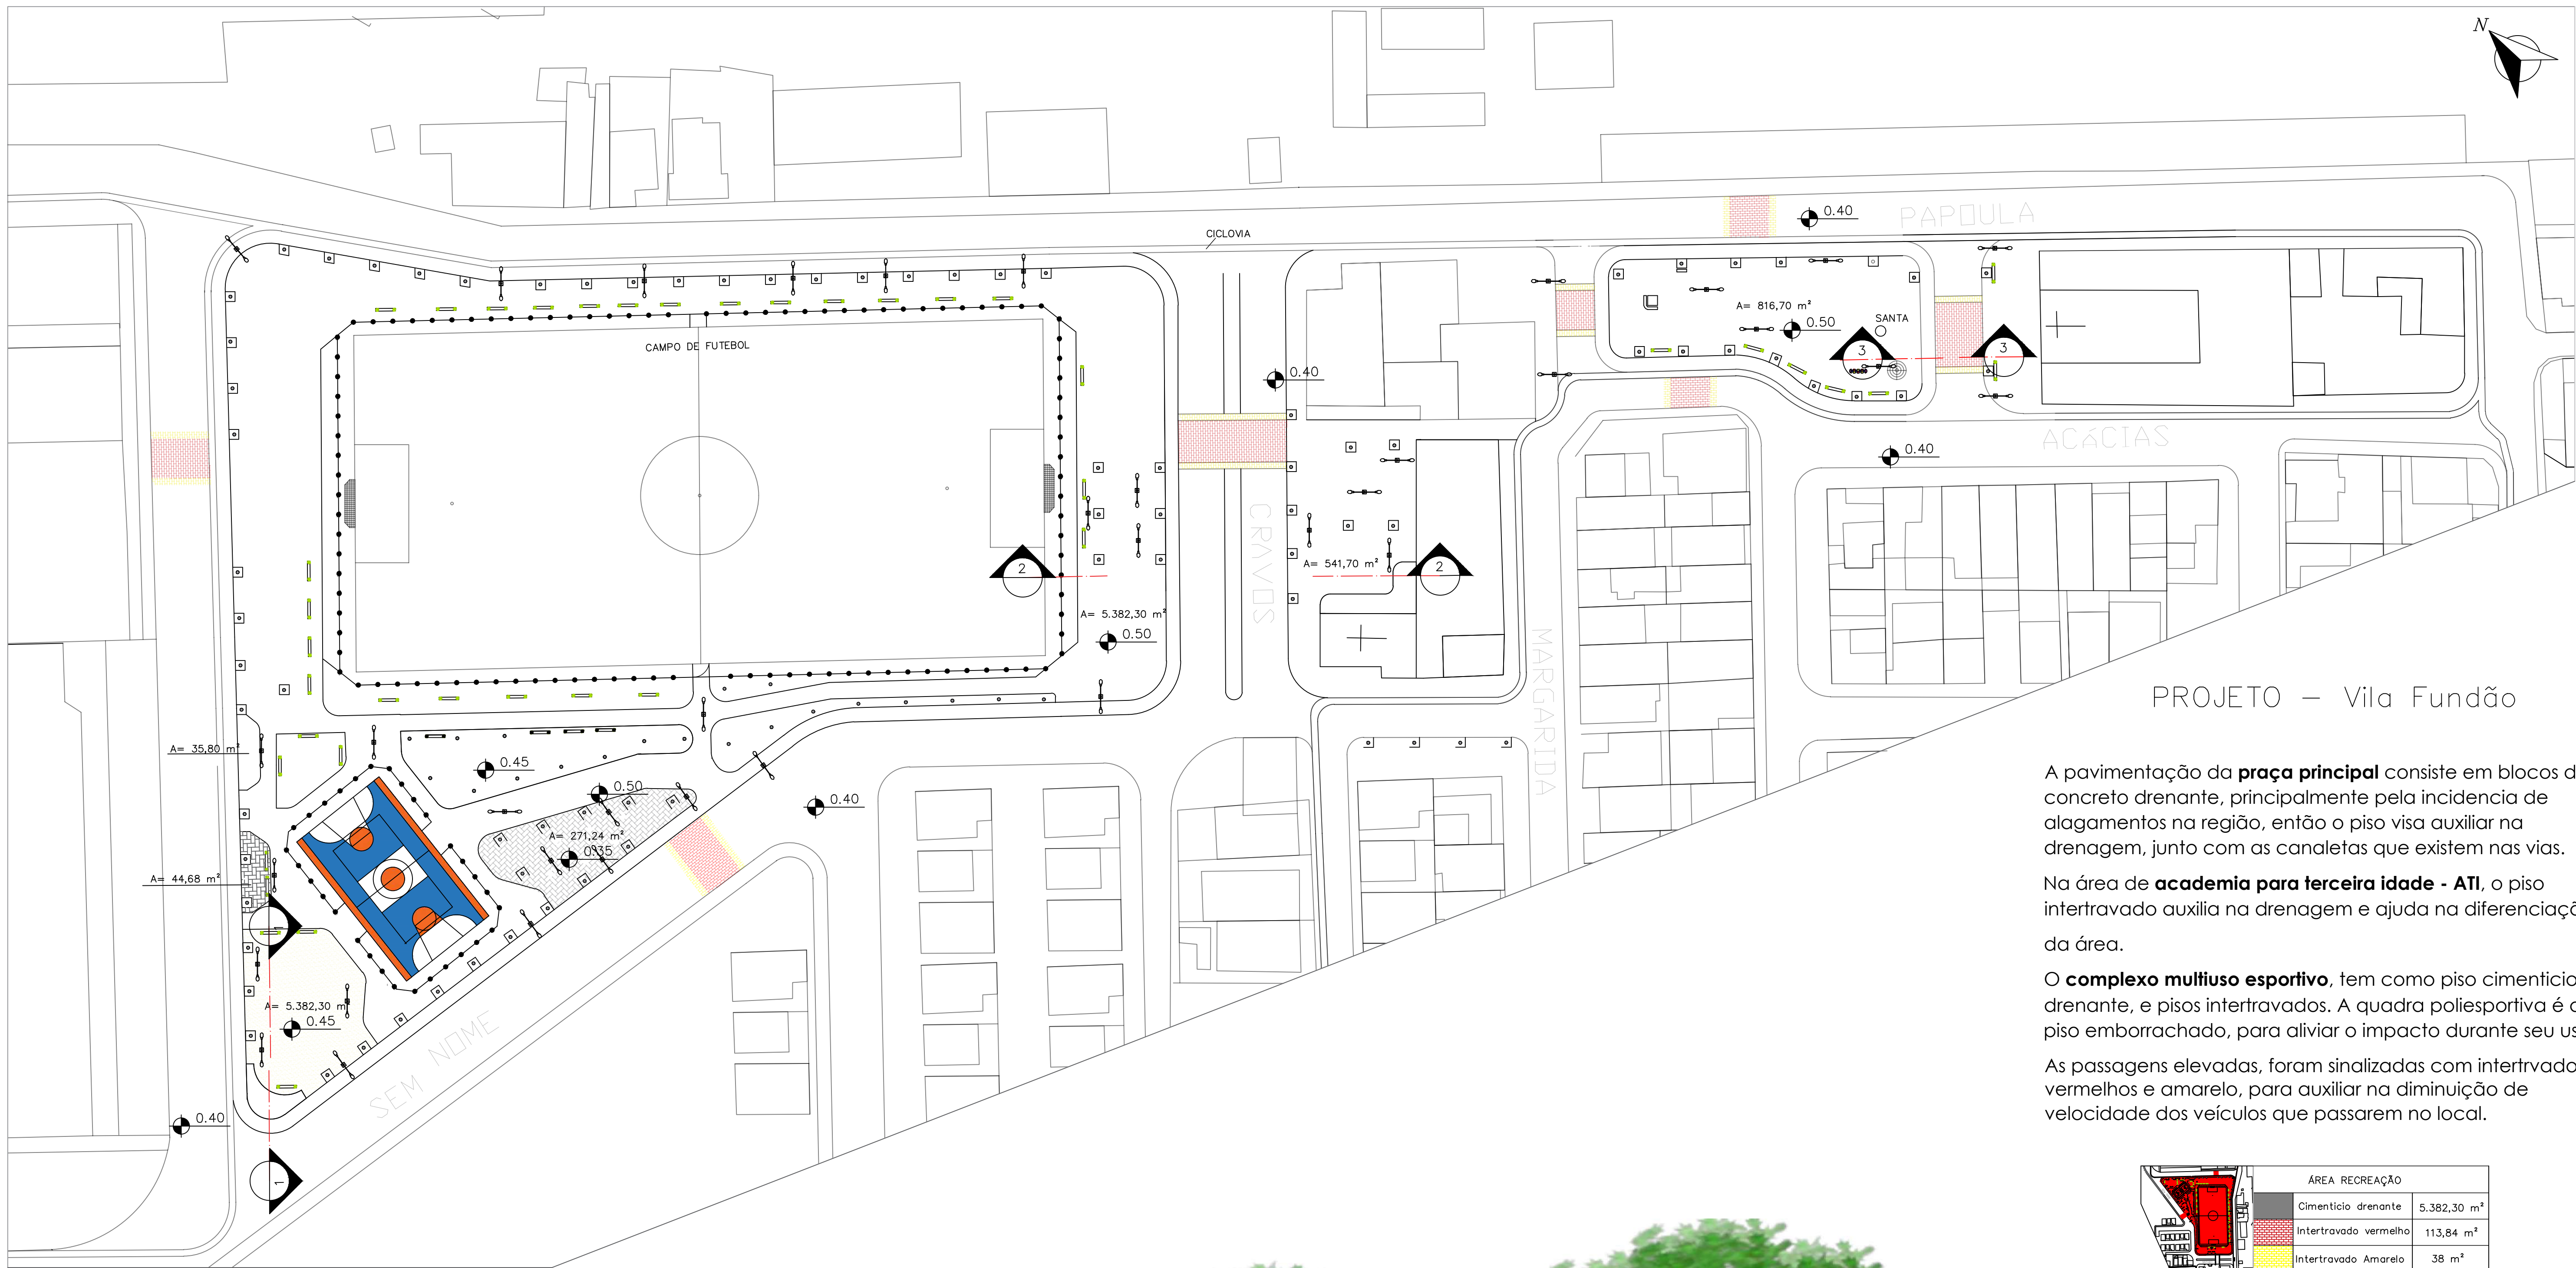 N
0.40
PAPOULA
CICLOVIA
A= 816,70 m²
0.50
SANTA
CAMPO DE FUTEBOL
3
3
0.40
ACáCIAS
0.40
CRAVOS
A= 541,70 m²
2
2
A= 5.382,30 m²
0.50
MARGARIDA
A= 35,80 m²
0.45
0.50
0.40
A= 271,24 m²
0.35
A= 44,68 m²
1
A= 5.382,30 m
0.45
SEM NOME
0.40
1
PROJETO – Vila Fundão
A pavimentação da praça principal consiste em blocos d
concreto drenante, principalmente pela incidencia de
alagamentos na região, então o piso visa auxiliar na
drenagem, junto com as canaletas que existem nas vias.
Na área de academia para terceira idade - ATI, o piso
intertravado auxilia na drenagem e ajuda na diferenciaçã
da área.
O complexo multiuso esportivo, tem como piso cimenticio
drenante, e pisos intertravados. A quadra poliesportiva é
piso emborrachado, para aliviar o impacto durante seu us
As passagens elevadas, foram sinalizadas com intertrvado
vermelhos e amarelo, para auxiliar na diminuição de
velocidade dos veículos que passarem no local.
ÁREA RECREAÇÃO
Cimenticio drenante 5.382,30 m²
Intertravado vermelho 113,84 m²
Intertravado Amarelo 38 m²